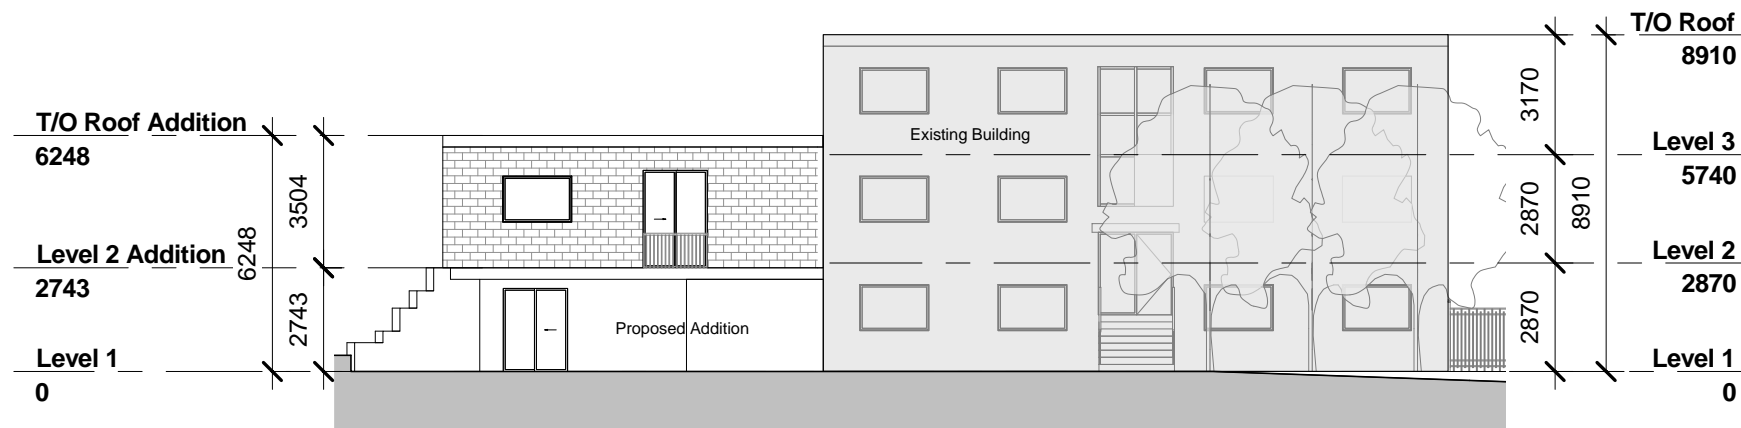 T/O Roof Addition
6248
Level 2 Addition
2743
Level 1
0
6248
3504
2743
Existing Building
Proposed Addition
3170
2870
2870
8910
T/O Roof
8910
Level 3
5740
Level 2
2870
Level 1
0